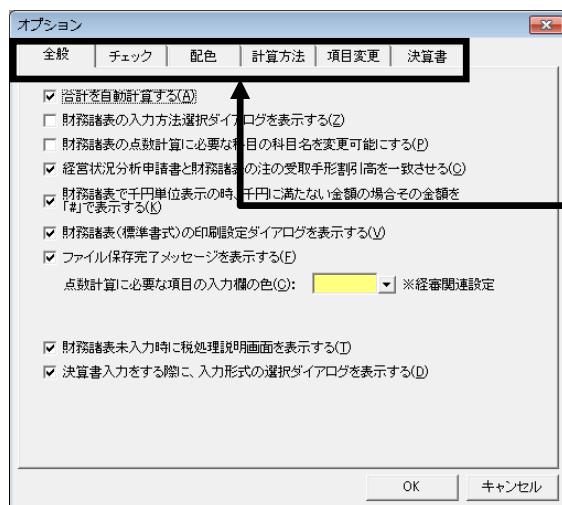 オプション
全般 チェック 配色 計算方法 項目変更 決算書
合計を自動計算する(A)
財務諸表の入力方法選択ダイアログを表示する(Z)
財務諸表の点数計算に必要な科目の科目名を変更可能にする(P)
経営状況分析申請書と財務諸表の注の受取手形割引高を一致させる(C)
財務諸表で千円単位表示の時、千円に満たない金額の場合その金額を
「#」で表示する(K)
財務諸表(標準書式)の印刷設定ダイアログを表示する(V)
ファイル保存完了メッセージを表示する(F)
点数計算に必要な項目の入力欄の色(C): ※経審関連設定
財務諸表未入力時に税処理説明画面を表示する(T)
決算書入力をする際に、入力形式の選択ダイアログを表示する(D)
OK キャンセル